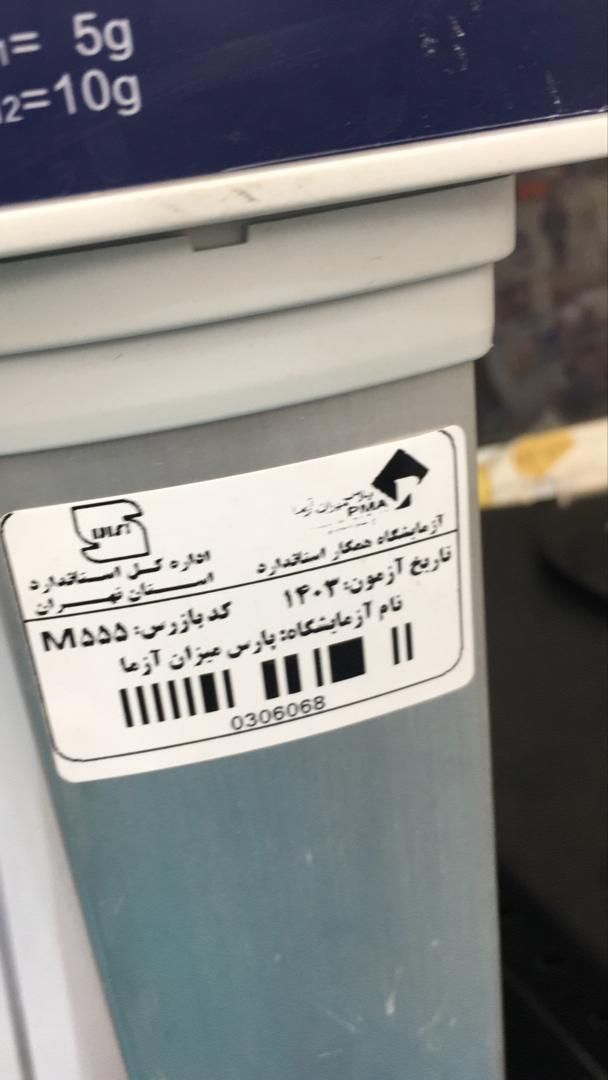 = 5g
2=10g
پارس میزان آزما
PMA
آزمایشگاه همکار استاندارد
اداره کل استاندارد
استان تهران
تاریخ آزمون: ۱۴۰۳
کد بازرس: M۵۵۵
نام آزمایشگاه: پارس میزان آزما
0306068